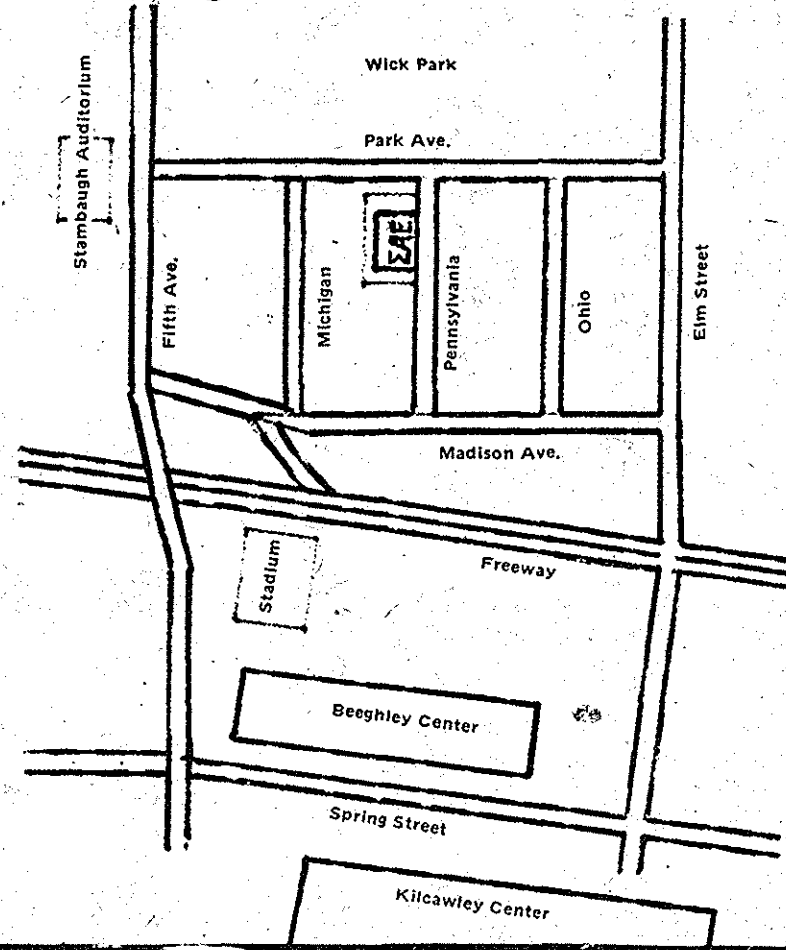 Wick Park
Stambaugh Auditorium
Park Ave.
ΣAE
Fifth Ave.
Michigan
Pennsylvania
Ohio
Elm Street
Madison Ave.
Freeway
Stadium
Beeghley Center
Spring Street
Kilcawley Center